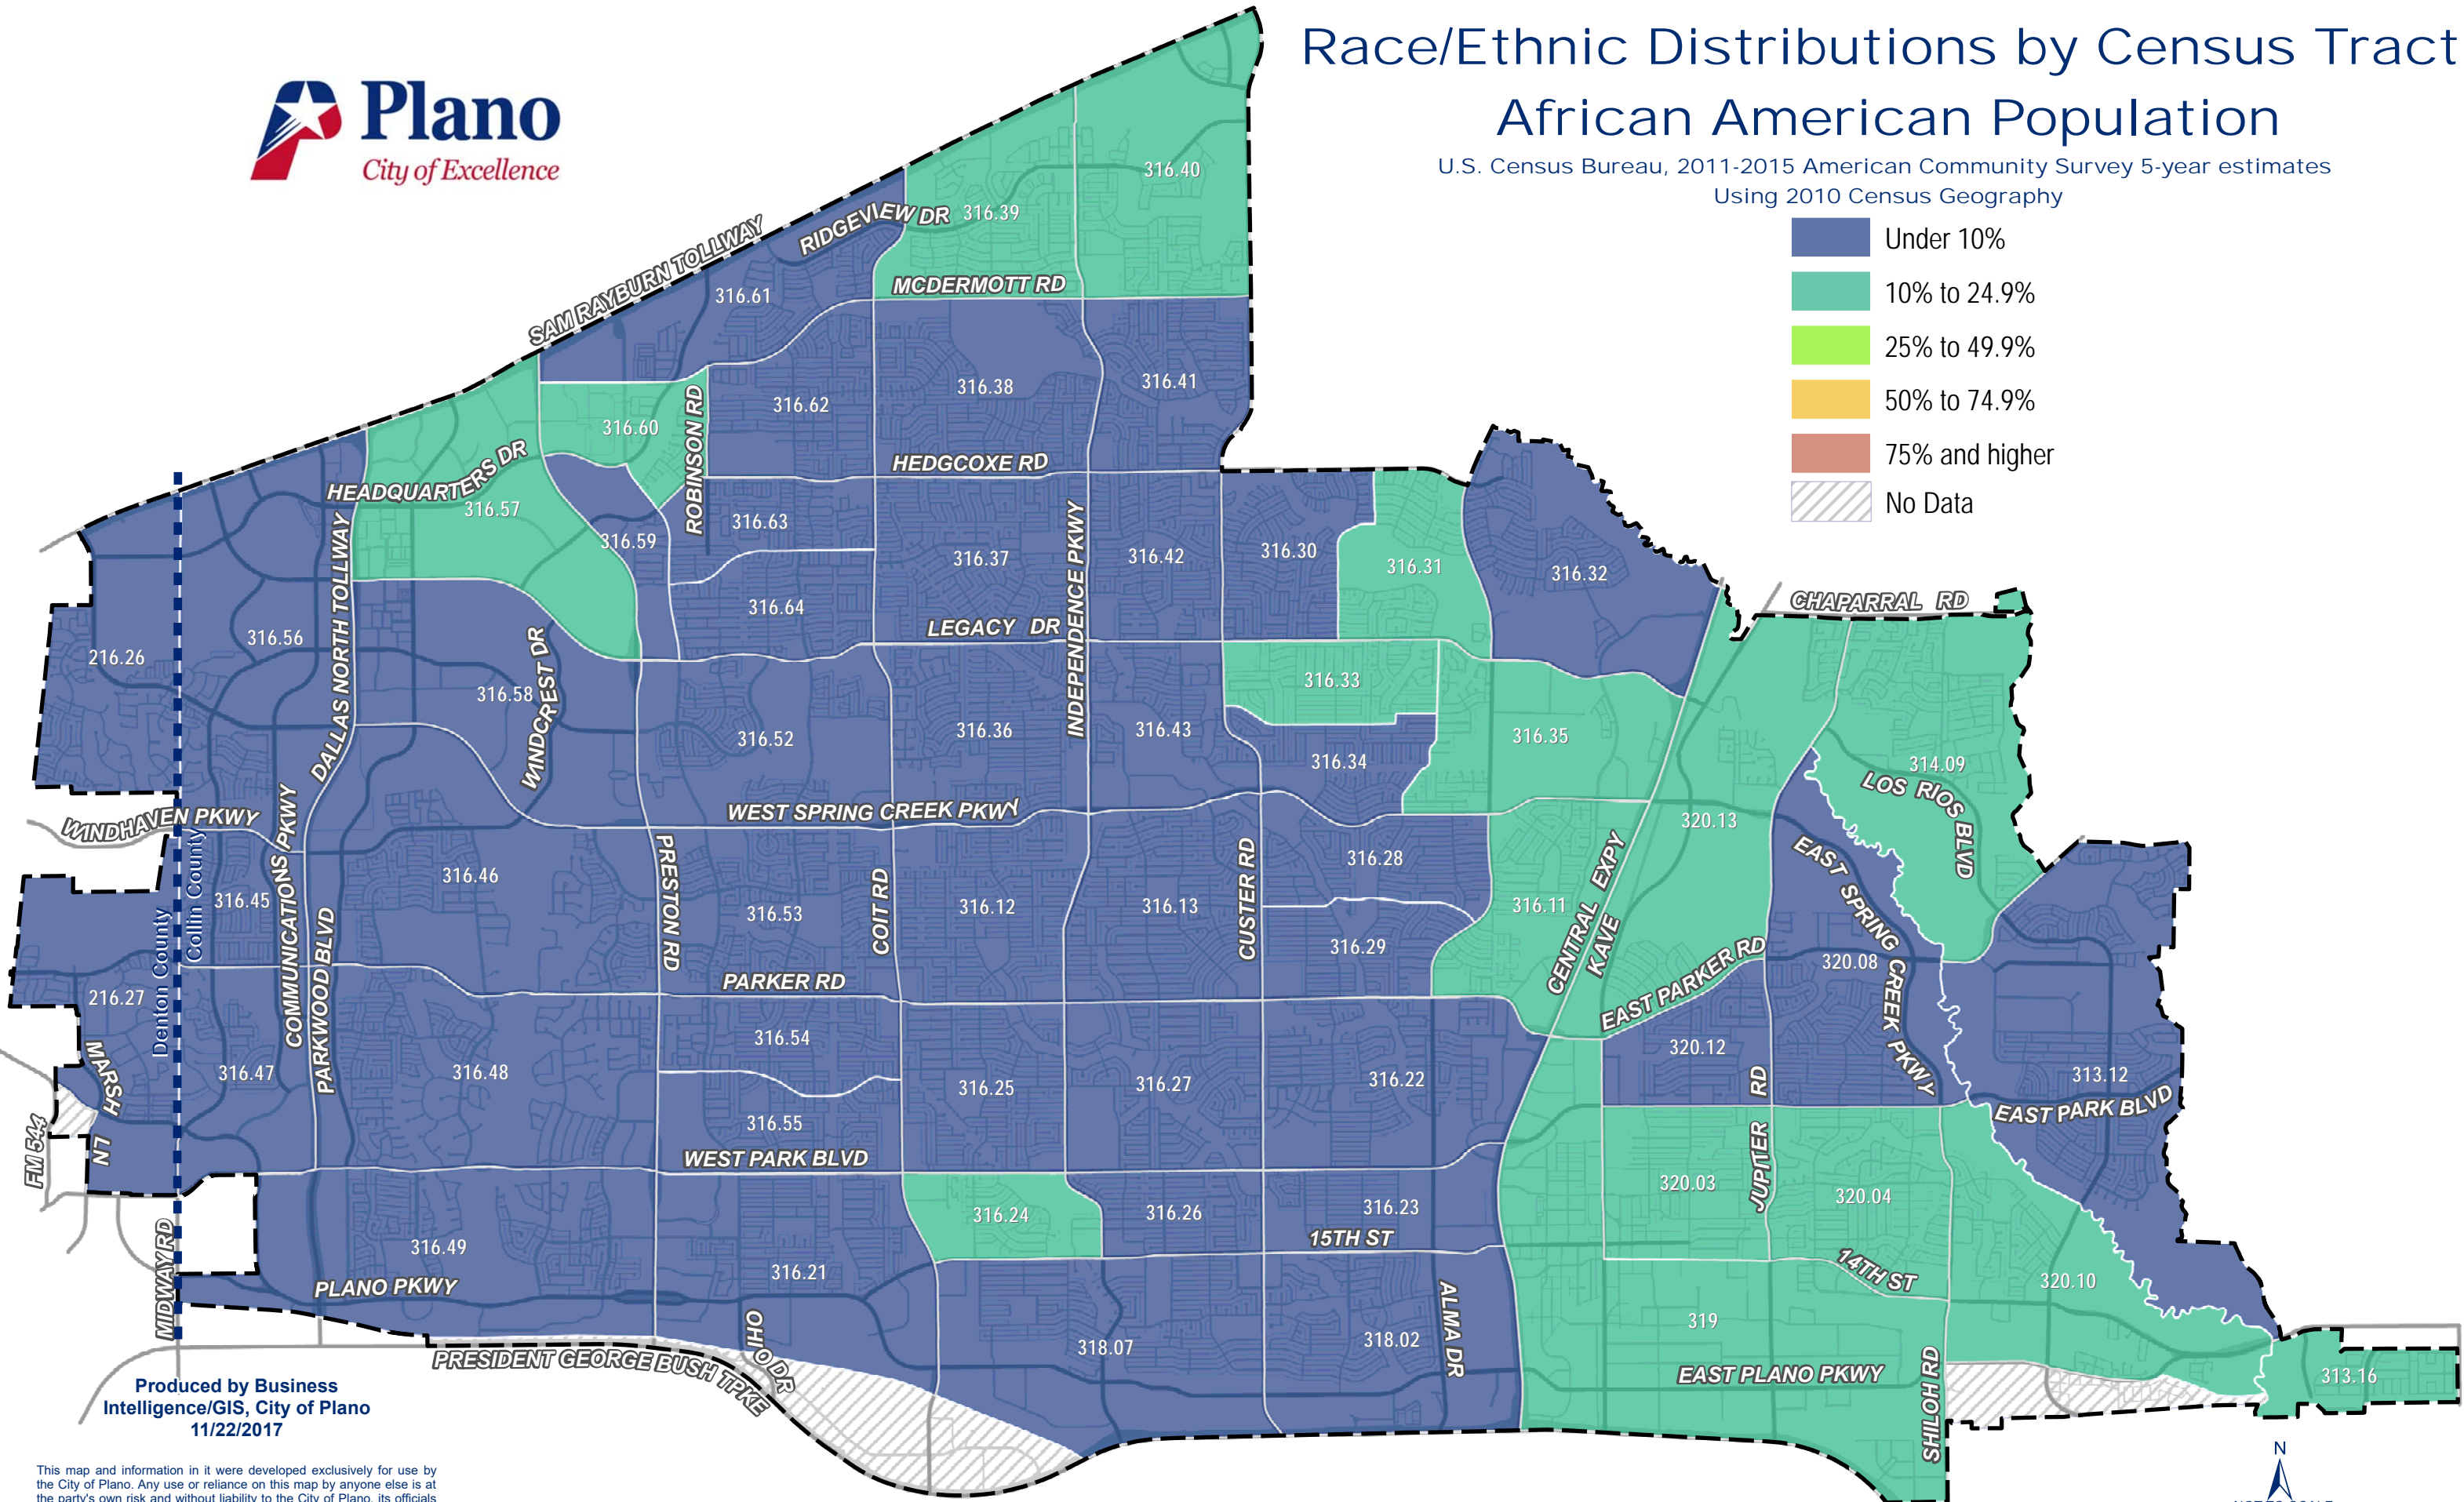 Race/Ethnic Distributions by Census Tract
African American Population
U.S. Census Bureau, 2011-2015 American Community Survey 5-year estimates
Using 2010 Census Geography
Under 10%
10% to 24.9%
25% to 49.9%
50% to 74.9%
75% and higher
No Data
Plano
City of Excellence
316.40
316.39
RIDGEVIEW DR
SAM RAYBURN TOLLWAY
MCDERMOTT RD
316.61
316.38
316.41
316.62
316.60
ROBINSON RD
HEDGCOXE RD
HEADQUARTERS DR
316.57
316.63
316.59
316.37
316.42
316.30
316.31
316.32
INDEPENDENCE PKWY
DALLAS NORTH TOLLWAY
316.64
LEGACY DR
CHAPARRAL RD
316.56
216.26
316.58
WINDCREST DR
316.33
316.52
316.36
316.43
316.35
316.34
314.09
LOS RIOS BLVD
WEST SPRING CREEK PKWY
WINDHAVEN PKWY
320.13
COMMUNICATIONS PKWY
Denton County
Collin County
316.45
316.46
PRESTON RD
316.53
COIT RD
316.12
316.13
CUSTER RD
316.28
316.11
316.29
CENTRAL EXPY
K AVE
EAST SPRING CREEK PKWY
320.08
PARKWOOD BLVD
PARKER RD
EAST PARKER RD
216.27
316.54
320.12
316.47
316.48
316.25
316.27
316.22
JUPITER RD
313.12
EAST PARK BLVD
MARSH LN
FM 544
316.55
WEST PARK BLVD
320.03
320.04
316.24
316.26
316.23
15TH ST
MIDWAY RD
316.49
316.21
PLANO PKWY
14TH ST
320.10
OHIO DR
318.07
318.02
ALMA DR
319
PRESIDENT GEORGE BUSH TPKE
EAST PLANO PKWY
SHILOH RD
313.16
Produced by Business
Intelligence/GIS, City of Plano
11/22/2017
This map and information in it were developed exclusively for use by
the City of Plano. Any use or reliance on this map by anyone else is at
the party's own risk and without liability to the City of Plano, its officials
N